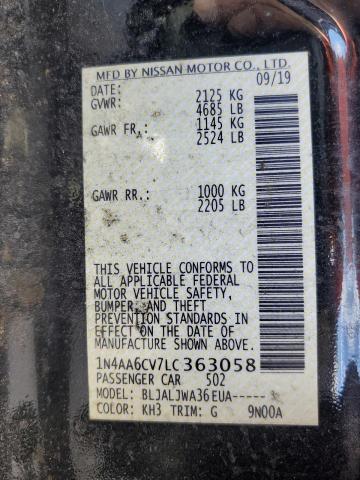 MFD BY NISSAN MOTOR CO., LTD.
09/19
DATE:
GVWR: 2125 KG
4685 LB
GAWR FR.: 1145 KG
2524 LB
GAWR RR.: 1000 KG
2205 LB
THIS VEHICLE CONFORMS TO
ALL APPLICABLE FEDERAL
MOTOR VEHICLE SAFETY,
BUMPER, AND THEFT
PREVENTION STANDARDS IN
EFFECT ON THE DATE OF
MANUFACTURE SHOWN ABOVE.
1N4AA6CV7LC363058
PASSENGER CAR 502
MODEL: BLJALJWA36EUA-----
COLOR: KH3 TRIM: G 9N00A